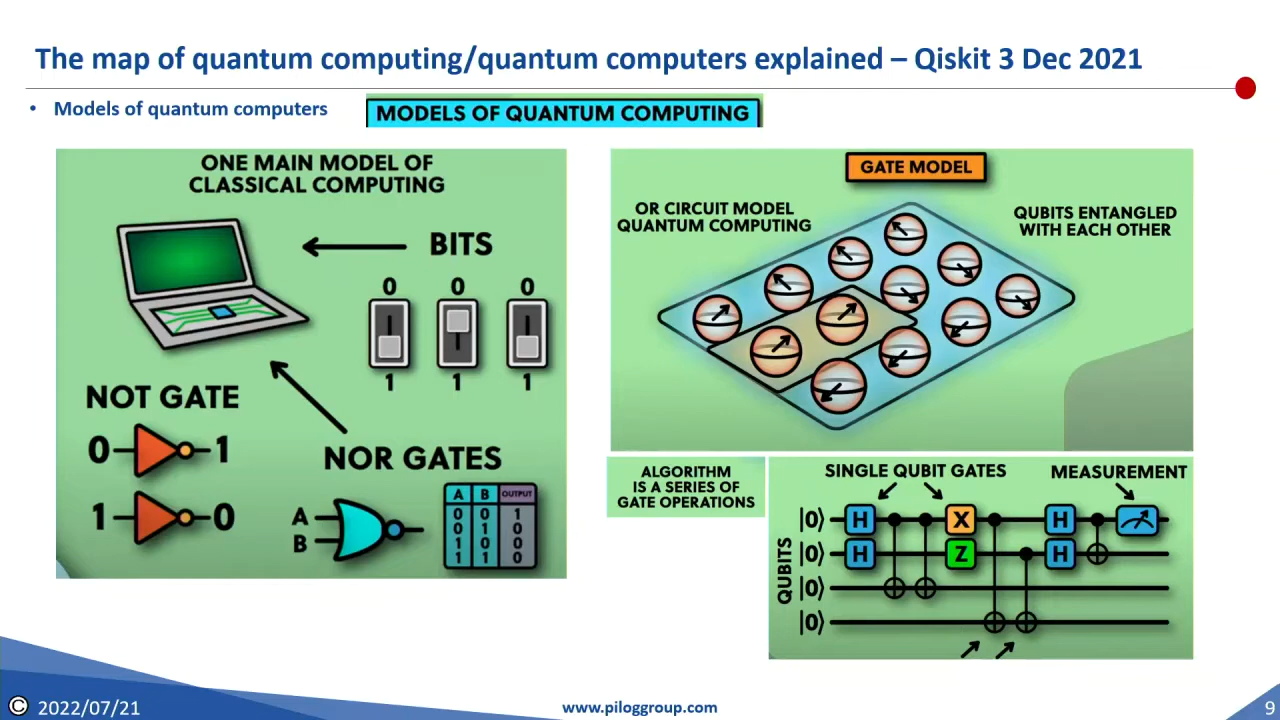 The map of quantum computing/quantum computers explained – Qiskit 3 Dec 2021
• Models of quantum computers
MODELS OF QUANTUM COMPUTING
ONE MAIN MODEL OF
CLASSICAL COMPUTING
BITS
0 0 0
1 1 1
NOT GATE
0 1
1 0
NOR GATES
A
B
A B OUTPUT
0 0 1
0 1 0
1 0 0
1 1 0
GATE MODEL
OR CIRCUIT MODEL
QUANTUM COMPUTING
QUBITS ENTANGLED
WITH EACH OTHER
ALGORITHM
IS A SERIES OF
GATE OPERATIONS
SINGLE QUBIT GATES
MEASUREMENT
QUBITS
|0⟩ H X H
|0⟩ H Z H
|0⟩
|0⟩
© 2022/07/21
www.piloggroup.com
9